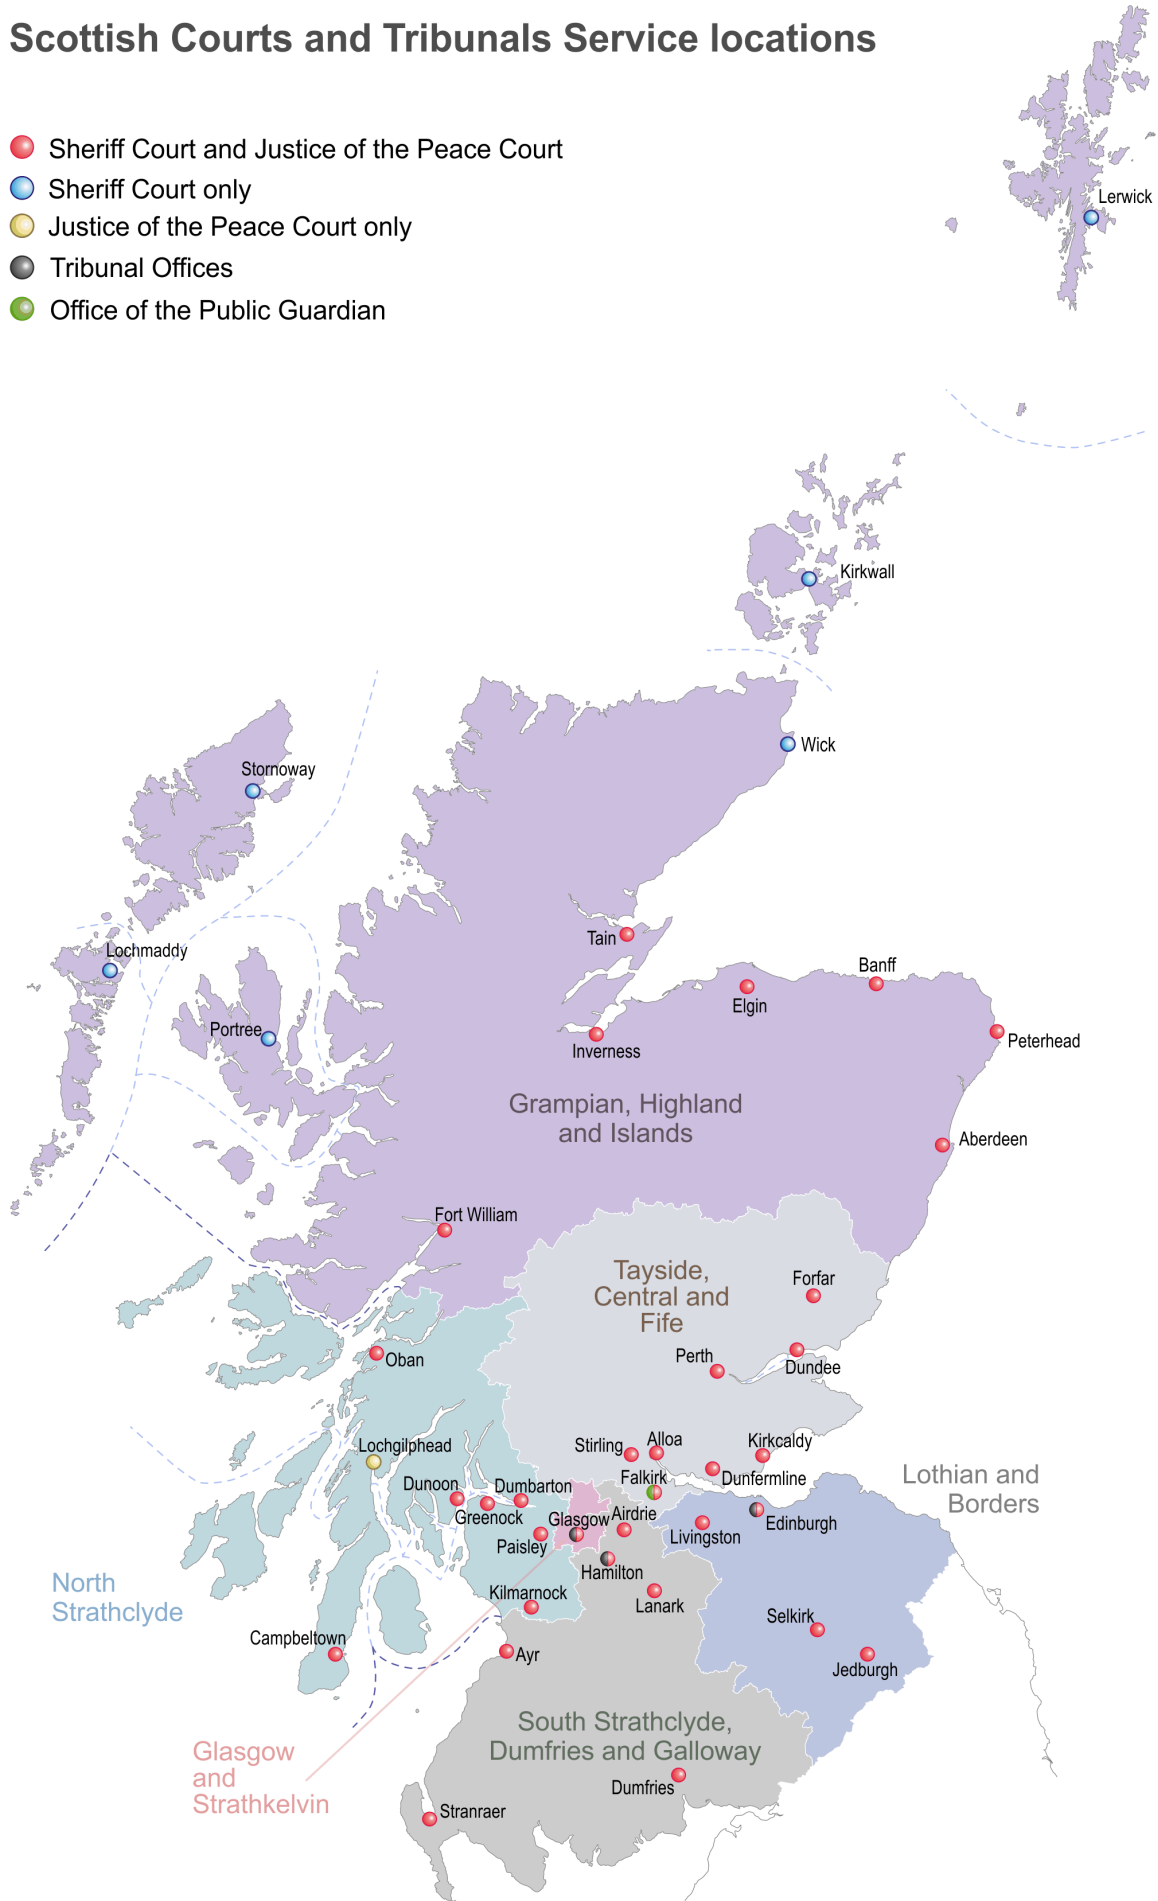 Scottish Courts and Tribunals Service locations
Sheriff Court and Justice of the Peace Court
Sheriff Court only
Justice of the Peace Court only
Tribunal Offices
Office of the Public Guardian
Lerwick
Kirkwall
Wick
Stornoway
Lochmaddy
Portree
Tain
Banff
Elgin
Inverness
Peterhead
Grampian, Highland
and Islands
Aberdeen
Fort William
Tayside,
Central and
Fife
Forfar
Perth
Dundee
Oban
Stirling
Alloa
Kirkcaldy
Lochgilphead
Falkirk
Dunfermline
Lothian and
Borders
Dunoon
Dumbarton
Greenock
Glasgow
Airdrie
Edinburgh
Livingston
Paisley
Hamilton
North
Strathclyde
Kilmarnock
Lanark
Selkirk
Campbeltown
Ayr
Jedburgh
South Strathclyde,
Dumfries and Galloway
Glasgow
and
Strathkelvin
Dumfries
Stranraer